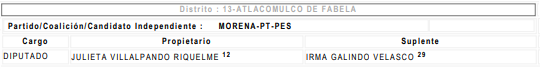 Distrito : 13-ATLACOMULCO DE FABELA
Partido/Coalición/Candidato Independiente : MORENA-PT-PES
Cargo Propietario Suplente
DIPUTADO JULIETA VILLALPANDO RIQUELME 12 IRMA GALINDO VELASCO 29